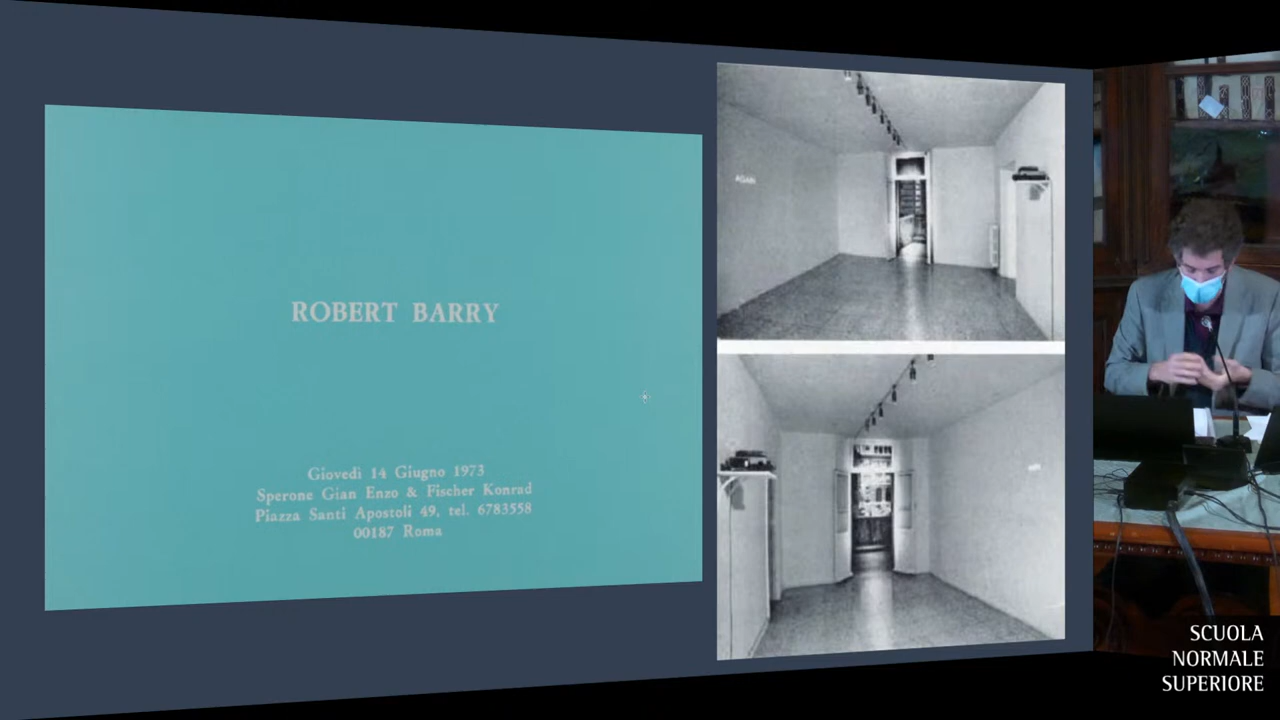 ROBERT BARRY
Giovedì 14 Giugno 1973
Sperone Gian Enzo & Fischer Konrad
Piazza Santi Apostoli 49, tel. 6783558
00187 Roma
AGAIN
SCUOLA
NORMALE
SUPERIORE